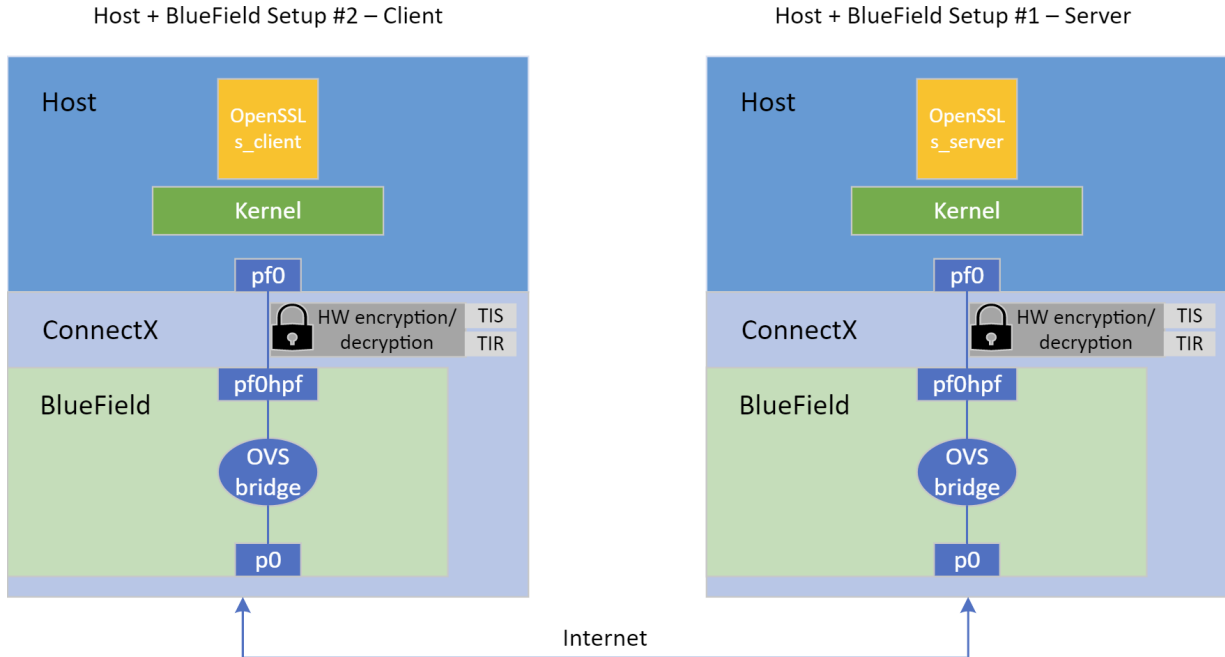 Host + BlueField Setup #2 – Client
Host
OpenSSL
s_client
Kernel
pf0
ConnectX
HW encryption/
decryption
TIS
TIR
pf0hpf
BlueField
OVS
bridge
p0
Host + BlueField Setup #1 – Server
Host
OpenSSL
s_server
Kernel
pf0
ConnectX
HW encryption/
decryption
TIS
TIR
pf0hpf
BlueField
OVS
bridge
p0
Internet